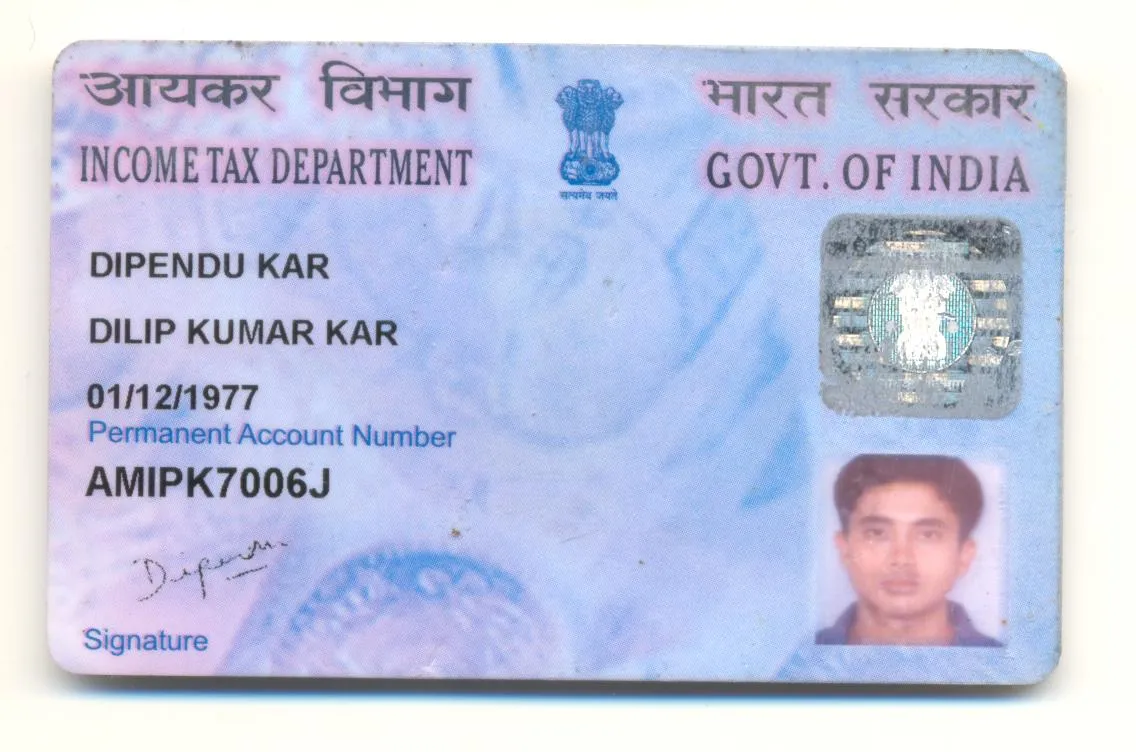 आयकर विभाग
INCOME TAX DEPARTMENT
सत्यमेव जयते
भारत सरकार
GOVT. OF INDIA
DIPENDU KAR
DILIP KUMAR KAR
01/12/1977
Permanent Account Number
AMIPK7006J
Dipendu
Signature